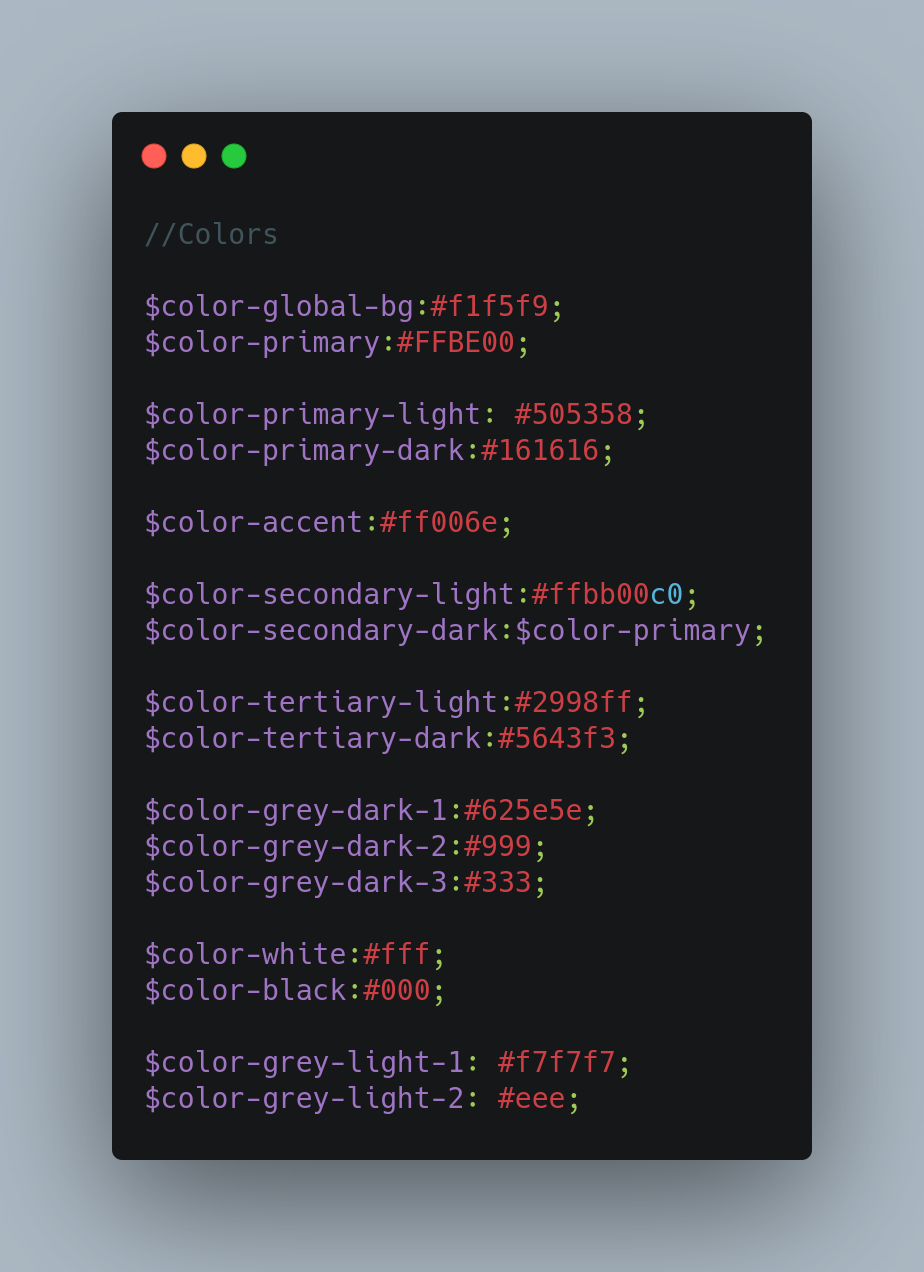 //Colors
$color-global-bg:#f1f5f9;
$color-primary:#FFBE00;
$color-primary-light: #505358;
$color-primary-dark:#161616;
$color-accent:#ff006e;
$color-secondary-light:#ffbb00c0;
$color-secondary-dark:$color-primary;
$color-tertiary-light:#2998ff;
$color-tertiary-dark:#5643f3;
$color-grey-dark-1:#625e5e;
$color-grey-dark-2:#999;
$color-grey-dark-3:#333;
$color-white:#fff;
$color-black:#000;
$color-grey-light-1: #f7f7f7;
$color-grey-light-2: #eee;